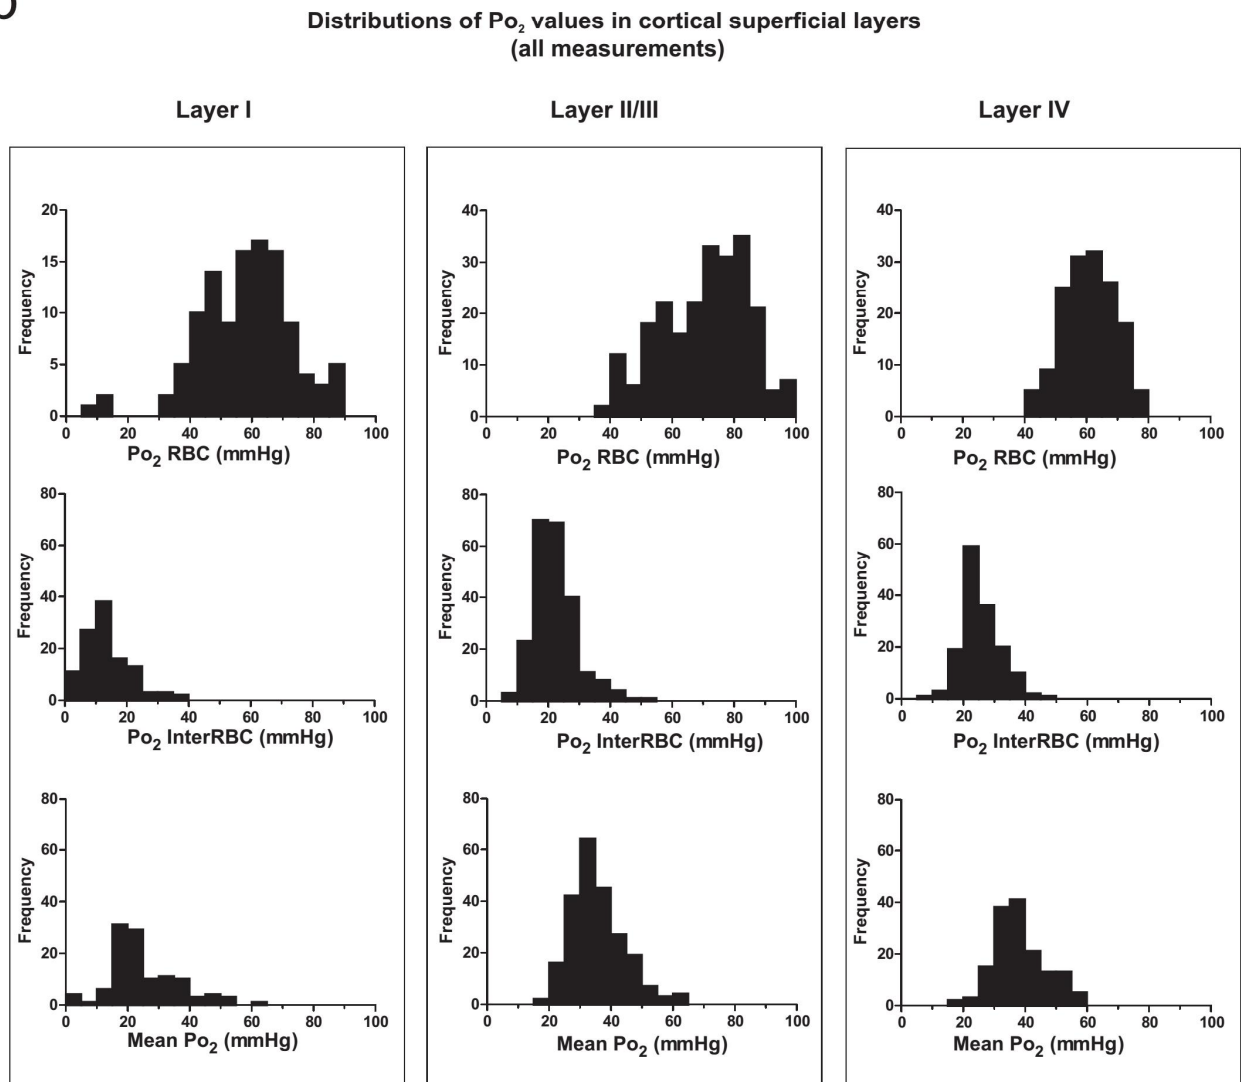 Distributions of Po2 values in cortical superficial layers
(all measurements)
Layer I
Layer II/III
Layer IV
20
15
10
5
0
Frequency
0 20 40 60 80 100
Po2 RBC (mmHg)
40
30
20
10
0
Frequency
0 20 40 60 80 100
Po2 RBC (mmHg)
40
30
20
10
0
Frequency
0 20 40 60 80 100
Po2 RBC (mmHg)
80
60
40
20
0
Frequency
0 20 40 60 80 100
Po2 InterRBC (mmHg)
80
60
40
20
0
Frequency
0 20 40 60 80 100
Po2 InterRBC (mmHg)
80
60
40
20
0
Frequency
0 20 40 60 80 100
Po2 InterRBC (mmHg)
80
60
40
20
0
Frequency
0 20 40 60 80 100
Mean Po2 (mmHg)
80
60
40
20
0
Frequency
0 20 40 60 80 100
Mean Po2 (mmHg)
80
60
40
20
0
Frequency
0 20 40 60 80 100
Mean Po2 (mmHg)